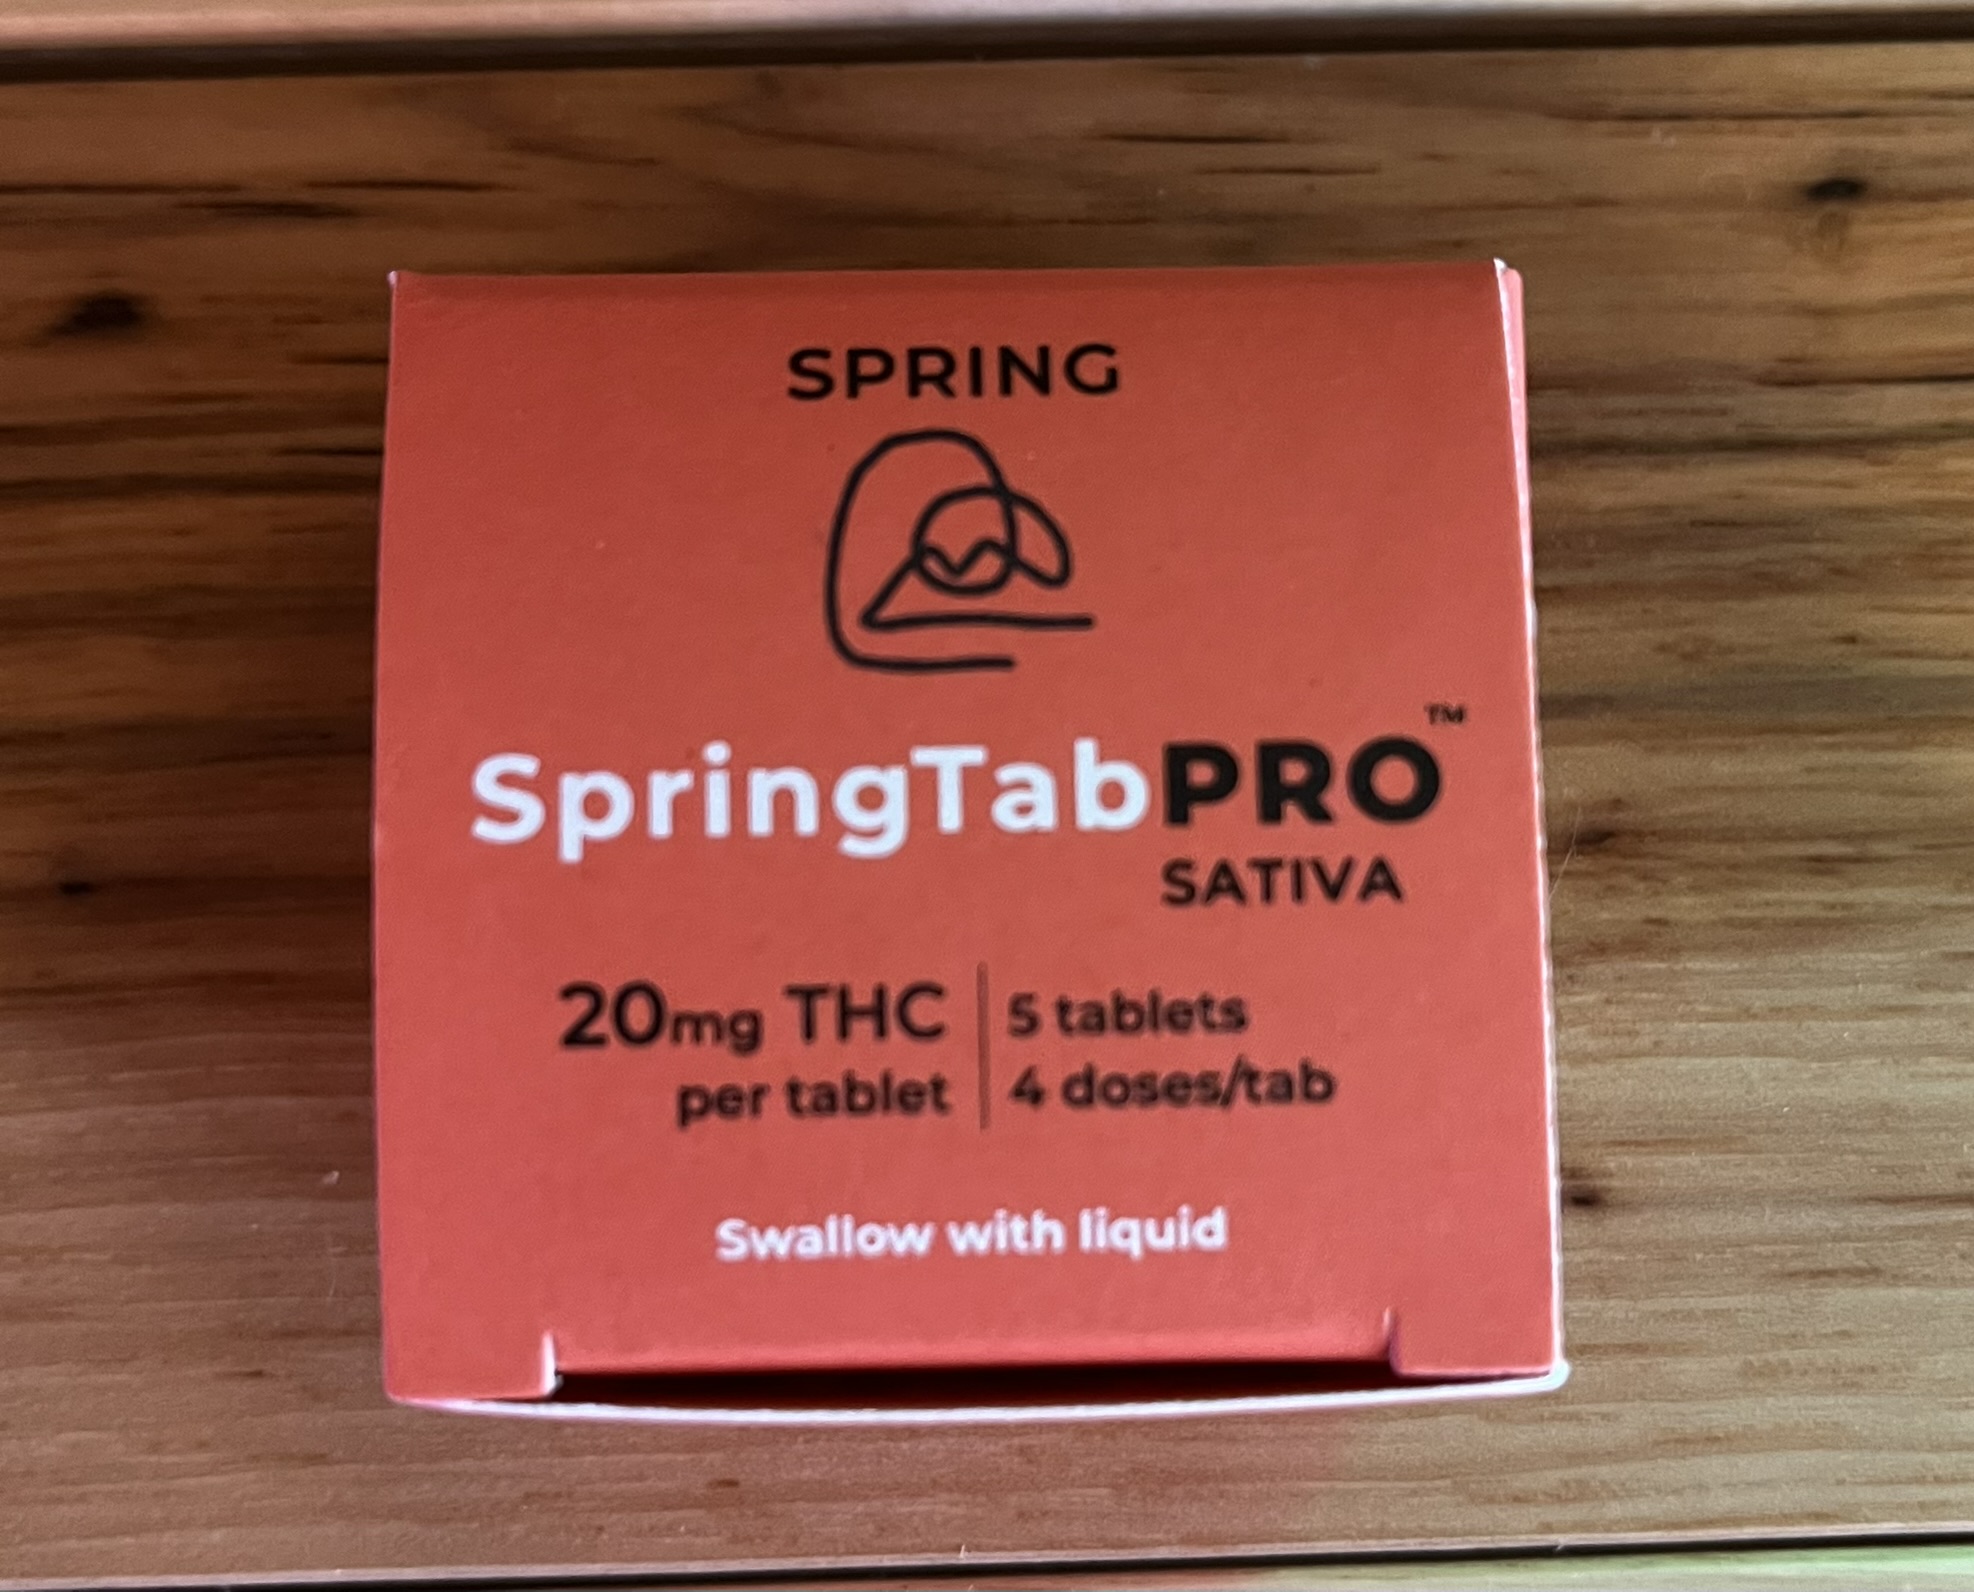 SPRING
SpringTabPRO™
SATIVA
20mg THC
per tablet
5 tablets
4 doses/tab
Swallow with liquid